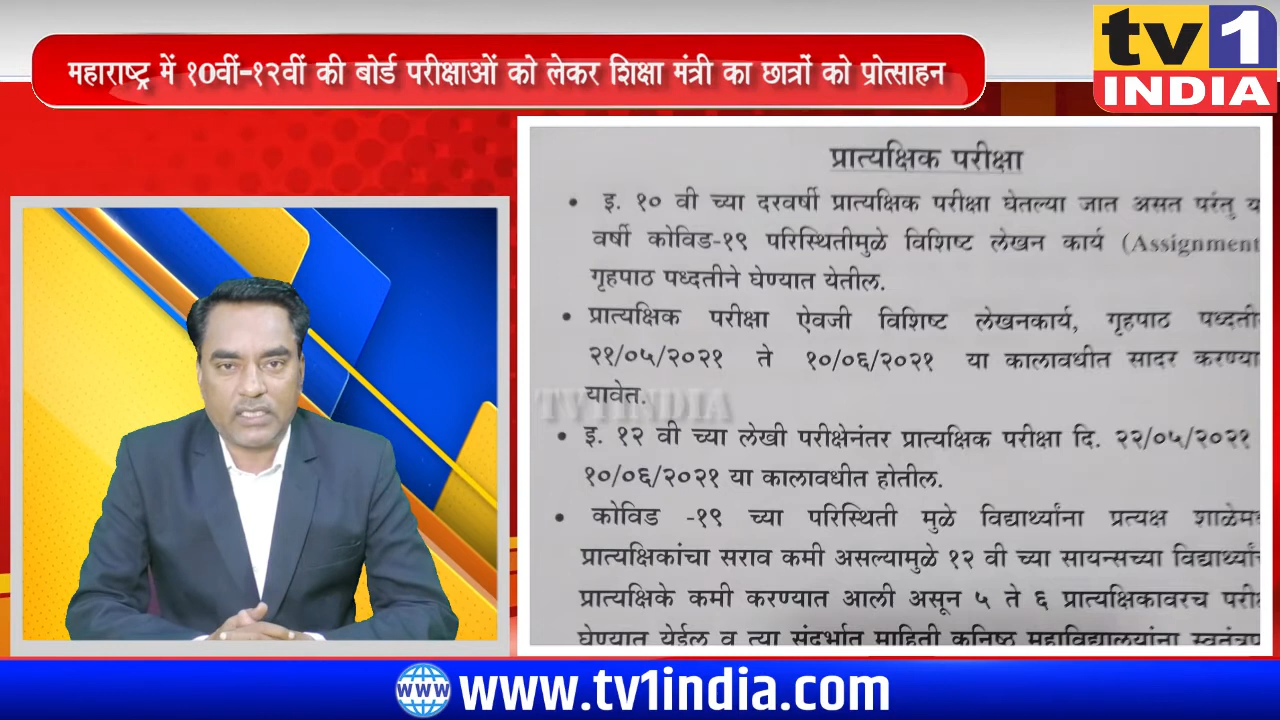 महाराष्ट्र में १0वीं-१२वीं की बोर्ड परीक्षाओं को लेकर शिक्षा मंत्री का छात्रों को प्रोत्साहन
tv1
INDIA
प्रात्यक्षिक परीक्षा
• इ. १० वी च्या दरवर्षी प्रात्यक्षिक परीक्षा घेतल्या जात असत परंतु
वर्षी कोविड-१९ परिस्थितीमुळे विशिष्ट लेखन कार्य (Assignment
गृहपाठ पध्दतीने घेण्यात येतील.
• प्रात्यक्षिक परीक्षा ऐवजी विशिष्ट लेखनकार्य, गृहपाठ
२१/०५/२०२१ ते १०/०६/२०२१ या कालावधीत सादर
यावेत.
TV1INDIA
• इ. १२ वी च्या लेखी परीक्षेनंतर प्रात्यक्षिक परीक्षा दि. २२/०५/२०२१
१०/०६/२०२१ या कालावधीत होतील.
• कोविड -१९ च्या परिस्थिती मुळे विद्यार्थ्यांना प्रत्यक्ष
प्रात्यक्षिकांचा सराव कमी असल्यामुळे १२ वी च्या सायन्सच्या
प्रात्यक्षिके कमी करण्यात आली असून ५ ते ६ प्रात्यक्षिकावरच
घेण्यात येईल व त्या संदर्भात माहिती कनिष्ठ महाविद्यालयांना
www
www.tv1india.com